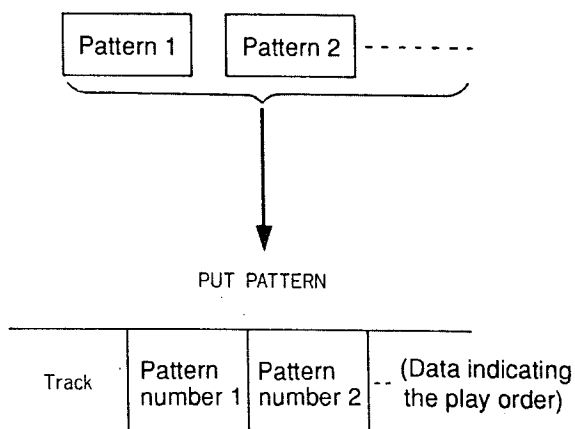 Pattern 1
Pattern 2
PUT PATTERN
Track
Pattern number 1
Pattern number 2
(Data indicating the play order)